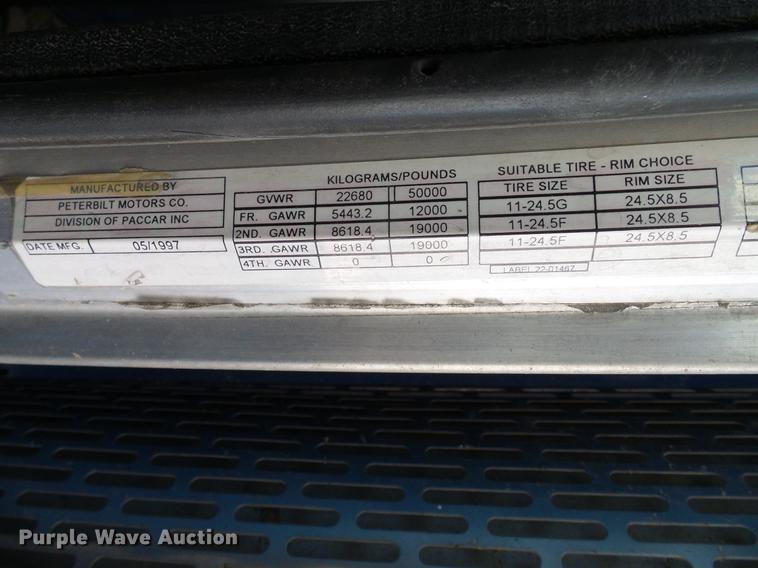 MANUFACTURED BY
PETERBILT MOTORS CO.
DIVISION OF PACCAR INC
DATE MFG. 05/1997
KILOGRAMS/POUNDS
GVWR 22680 50000
FR. GAWR 5443.2 12000
2ND. GAWR 8618.4 19000
3RD. GAWR 8618.4 19000
4TH. GAWR 0 0
SUITABLE TIRE - RIM CHOICE
TIRE SIZE RIM SIZE
11-24.5G 24.5X8.5
11-24.5F 24.5X8.5
11-24.5F 24.5X8.5
LABEL 22-01467
Purple Wave Auction